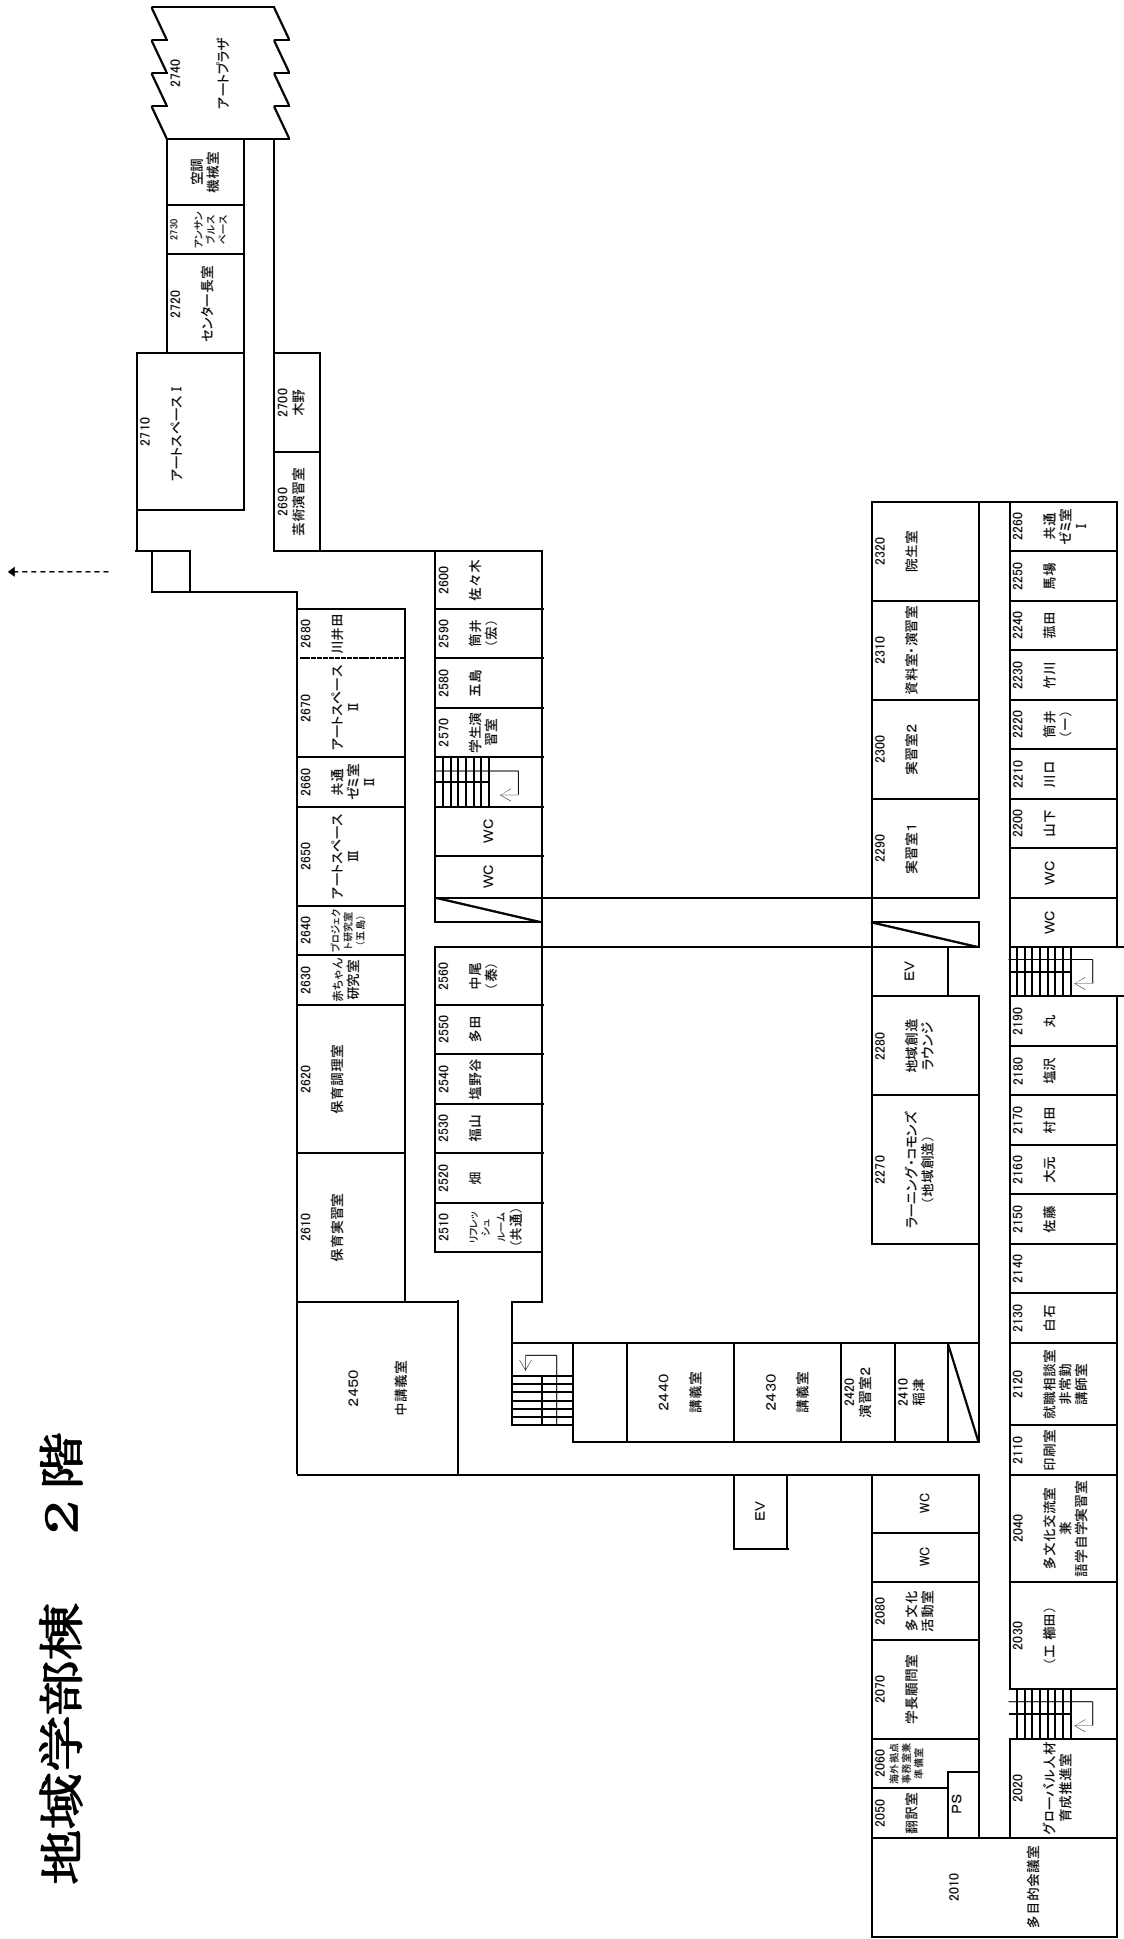 地域学部棟 2階
2740
アートプラザ
空調
機械室
2730
アンサン
ブルス
ペース
2720
センター長室
2710
アートスペースⅠ
2700
木野
2690
芸術演習室
2680
川井田
2670
アートスペース
Ⅱ
2660
共通
ゼミ室
Ⅱ
2650
アートスペース
Ⅲ
2640
プロジェク
ト研究室
(五島)
2630
赤ちゃん
研究室
2620
保育調理室
2610
保育実習室
2600
佐々木
2590
筒井
(宏)
2580
五島
2570
学生演
習室
WC
WC
2560
中尾
(泰)
2550
多田
2540
塩野谷
2530
福山
2520
畑
2510
リフレッ
シュ
ルーム
(共通)
2450
中講義室
2440
講義室
2430
講義室
2420
演習室2
2410
稲津
EV
2320
院生室
2310
資料室・演習室
2300
実習室2
2290
実習室1
EV
2280
地域創造
ラウンジ
2270
ラーニング・コモンズ
(地域創造)
2260
共通
ゼミ室
Ⅰ
2250
馬場
2240
菰田
2230
竹川
2220
筒井
(一)
2210
川口
2200
山下
WC
WC
2190
丸
2180
塩沢
2170
村田
2160
大元
2150
佐藤
2140
2130
白石
2120
就職相談室
非常勤
講師室
2110
印刷室
2040
多文化交流室
兼
語学自学実習室
2030
(工 櫛田)
2020
グローバル人材
育成推進室
WC
WC
2080
多文化
活動室
2070
学長顧問室
2060
海外拠点
事務室兼
準備室
2050
翻訳室
PS
2010
多目的会議室